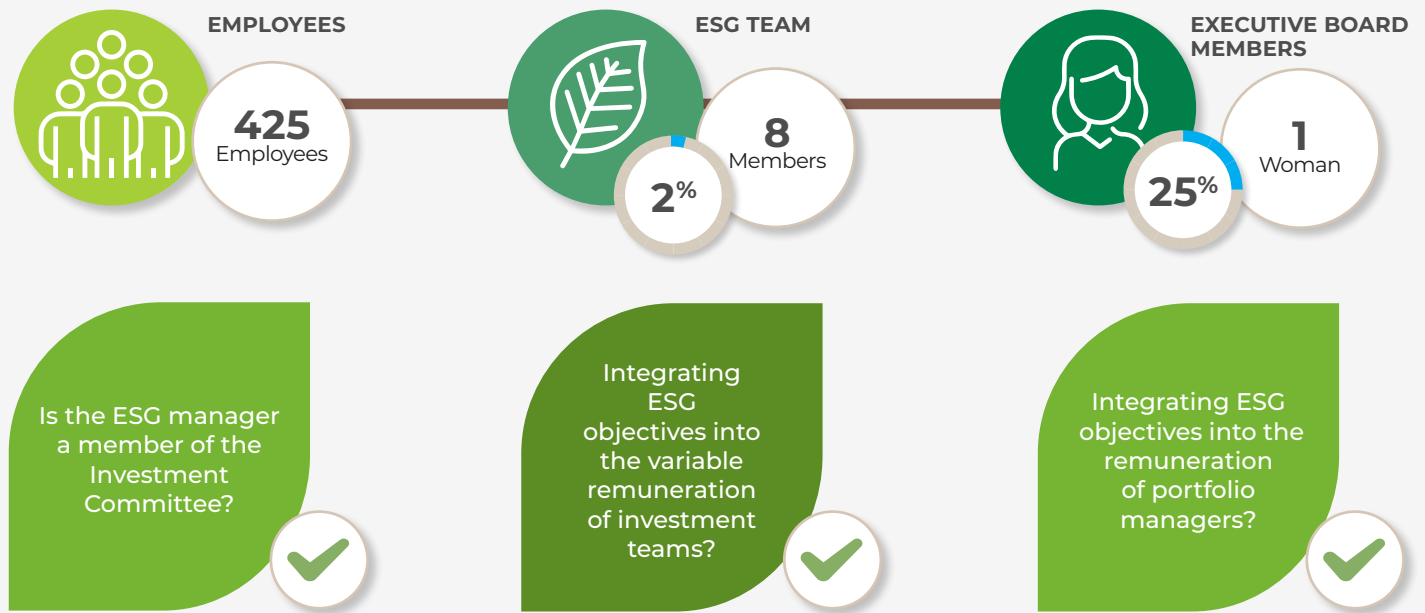 EMPLOYEES
425
Employees
ESG TEAM
8
Members
2%
EXECUTIVE BOARD
MEMBERS
1
Woman
25%
Is the ESG manager
a member of the
Investment
Committee?
Integrating
ESG
objectives into
the variable
remuneration
of investment
teams?
Integrating ESG
objectives into the
remuneration
of portfolio
managers?